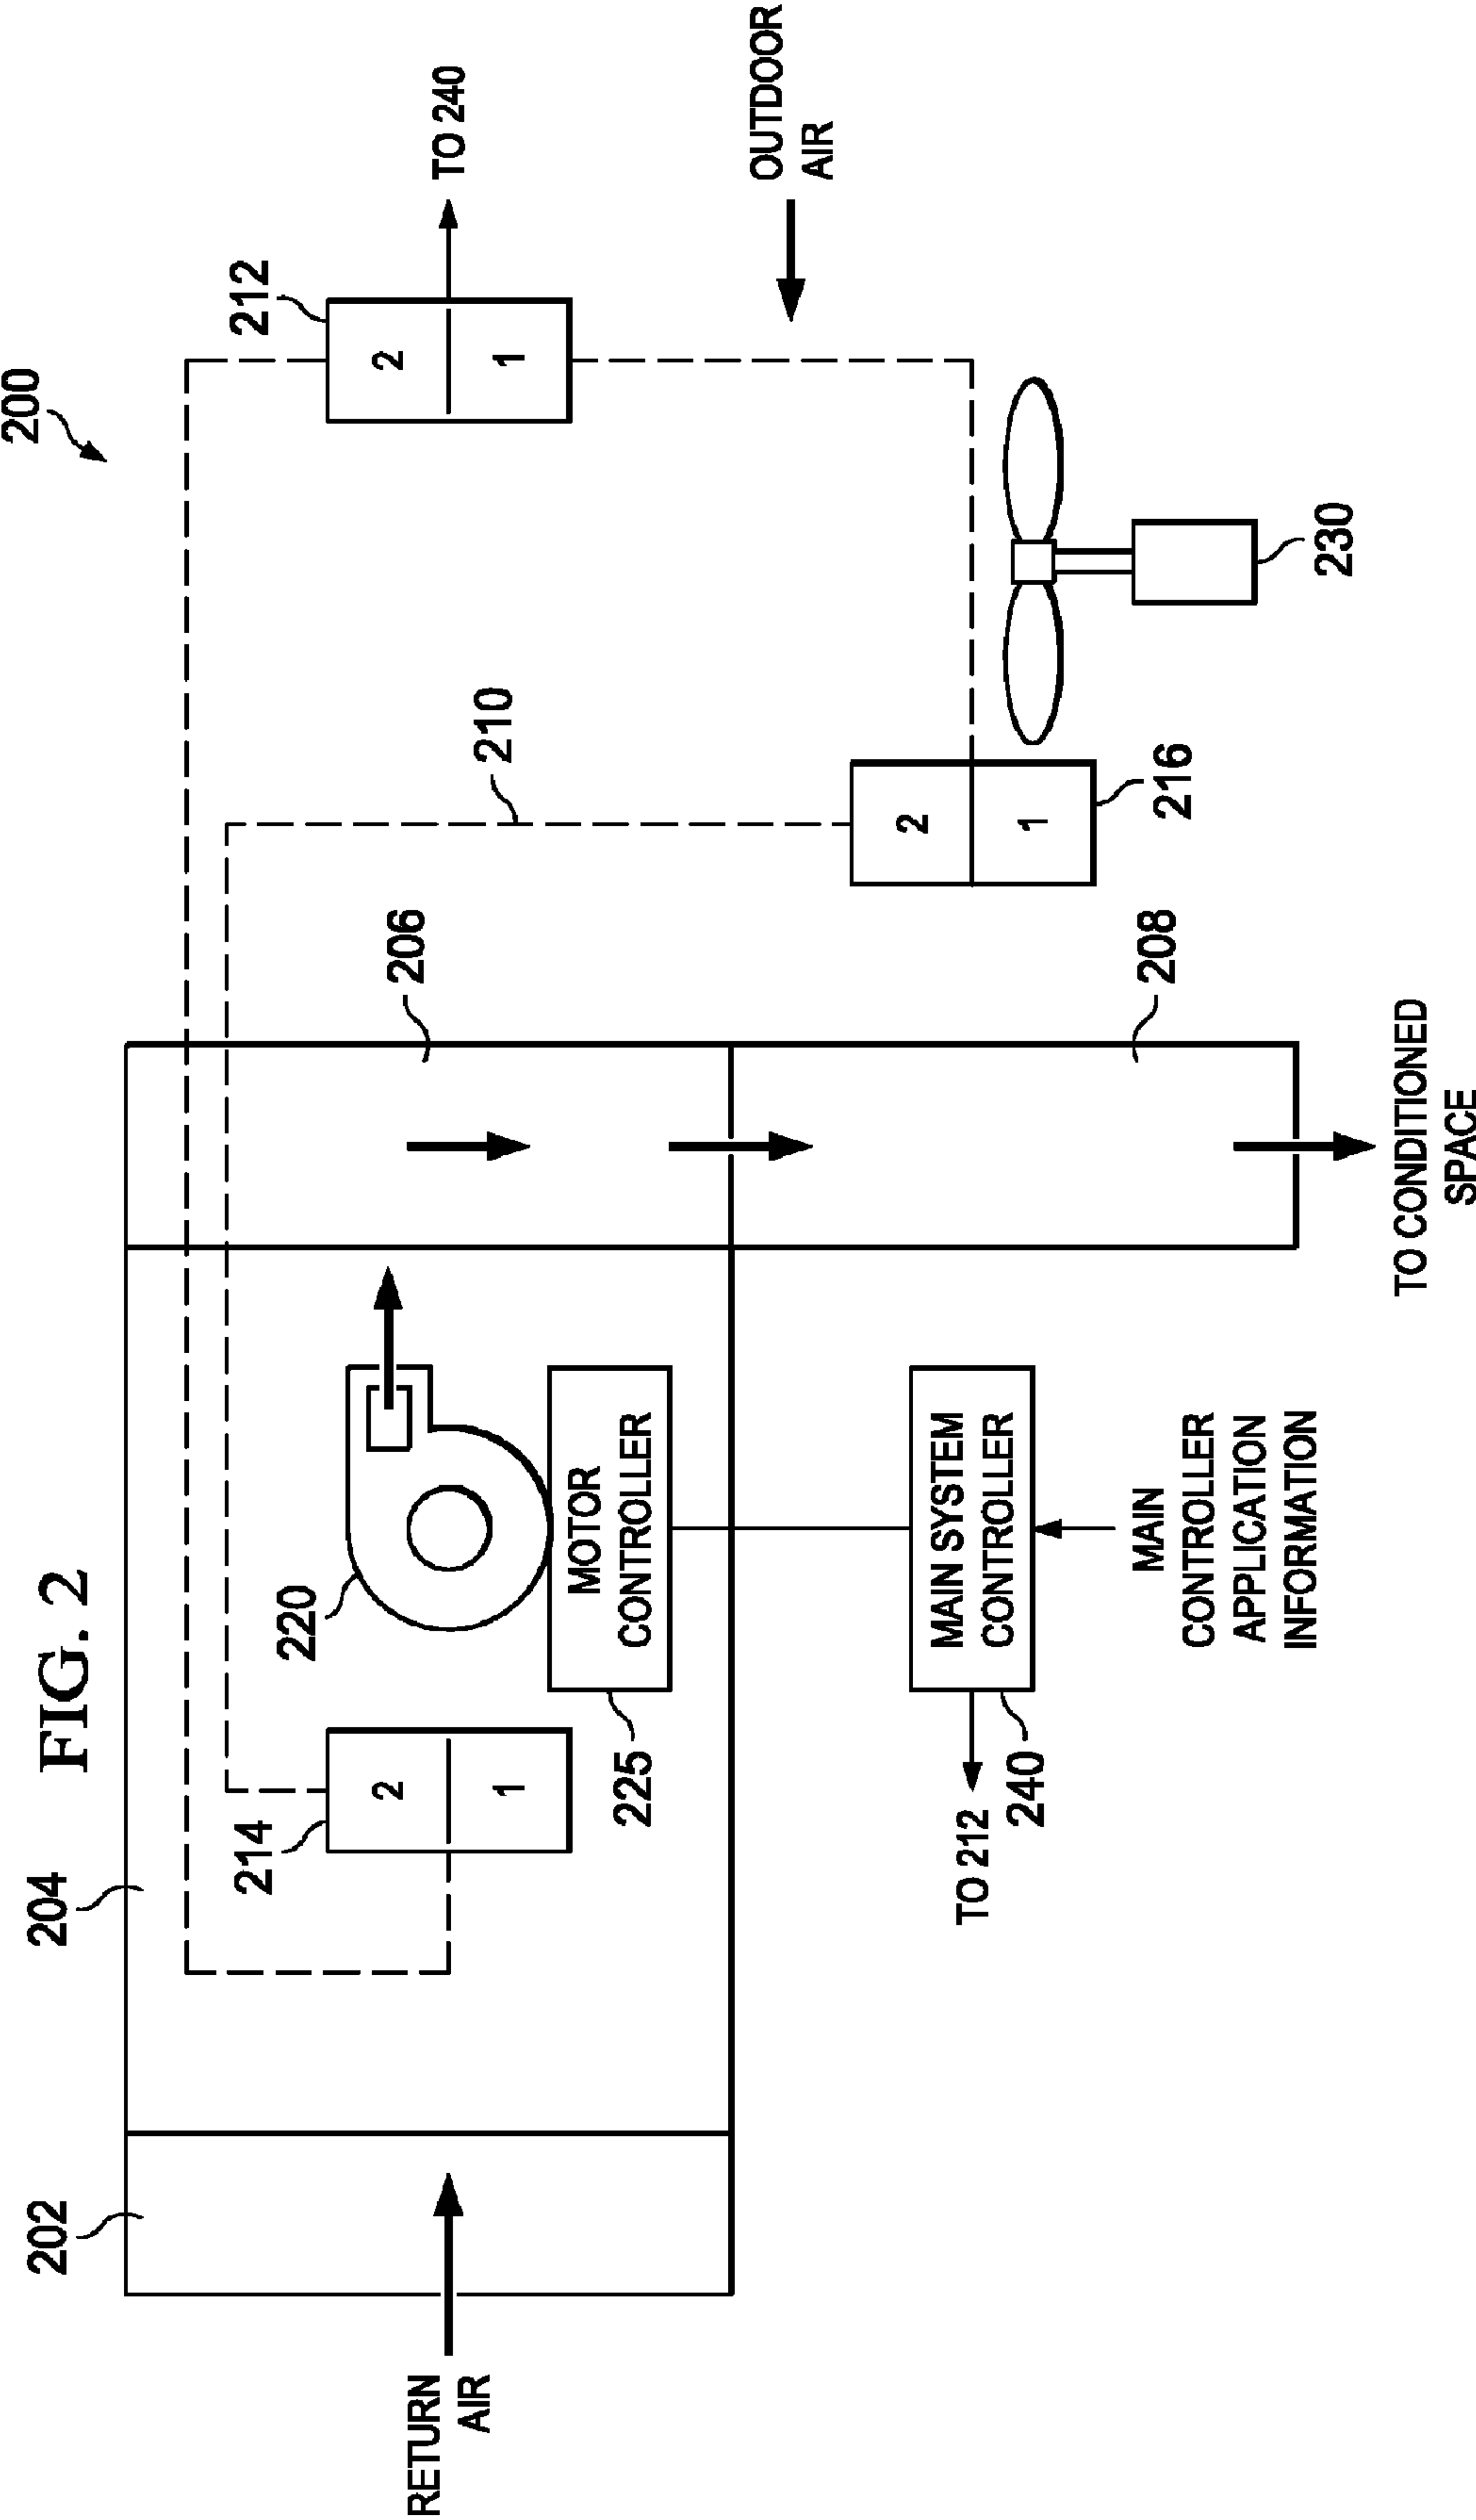 FIG. 2
200
202
204
206
208
210
212
214
216
220
225
230
240
RETURN
AIR
2
1
2
1
2
1
TO 240
OUTDOOR
AIR
MOTOR
CONTROLLER
MAIN SYSTEM
CONTROLLER
TO 212
MAIN
CONTROLLER
APPLICATION
INFORMATION
TO CONDITIONED
SPACE